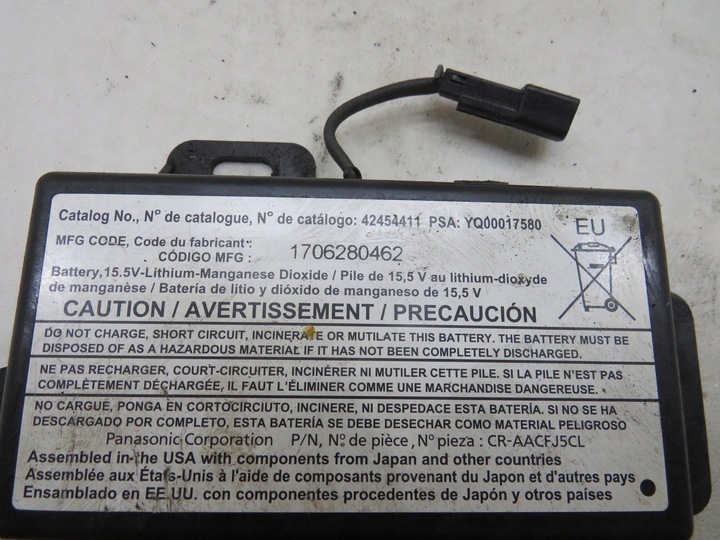 Catalog No., Nº de catalogue, Nº de catálogo: 42454411 PSA: YQ00017580
EU
MFG CODE, Code du fabricant:
CÓDIGO MFG :
1706280462
Battery,15.5V-Lithium-Manganese Dioxide / Pile de 15,5 V au lithium-dioxyde
de manganèse / Batería de litio y dióxido de manganeso de 15,5 V
CAUTION / AVERTISSEMENT / PRECAUCIÓN
DO NOT CHARGE, SHORT CIRCUIT, INCINERATE OR MUTILATE THIS BATTERY. THE BATTERY MUST BE
DISPOSED OF AS A HAZARDOUS MATERIAL IF IT HAS NOT BEEN COMPLETELY DISCHARGED.
NE PAS RECHARGER, COURT-CIRCUITER, INCINÉRER NI MUTILER CETTE PILE. SI LA PILE N'EST PAS
COMPLÈTEMENT DÉCHARGÉE, IL FAUT L'ÉLIMINER COMME UNE MARCHANDISE DANGEREUSE.
NO CARGUE, PONGA EN CORTOCIRCIUTO, INCINERE, NI DESPEDACE ESTA BATERÍA. SI NO SE HA
DESCARGADO POR COMPLETO, ESTA BATERÍA SE DEBE DESECHAR COMO MATERIAL PELIGROSO
Panasonic Corporation P/N, Nº de pièce, Nº pieza : CR-AACFJ5CL
Assembled in the USA with components from Japan and other countries
Assemblée aux États-Unis à l'aide de composants provenant du Japon et d'autres pays
Ensamblado en EE.UU. con componentes procedentes de Japón y otros países